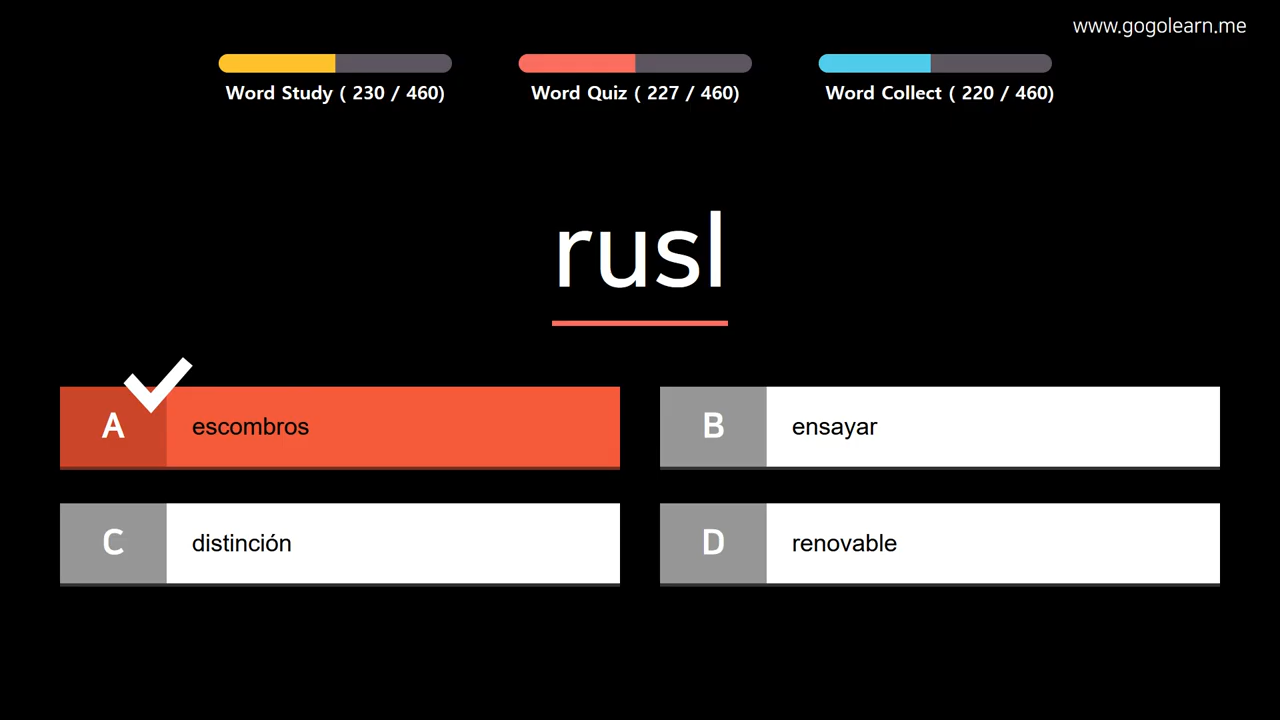 www.gogolearn.me
Word Study ( 230 / 460)
Word Quiz ( 227 / 460)
Word Collect ( 220 / 460)
rusl
A escombros
B ensayar
C distinción
D renovable